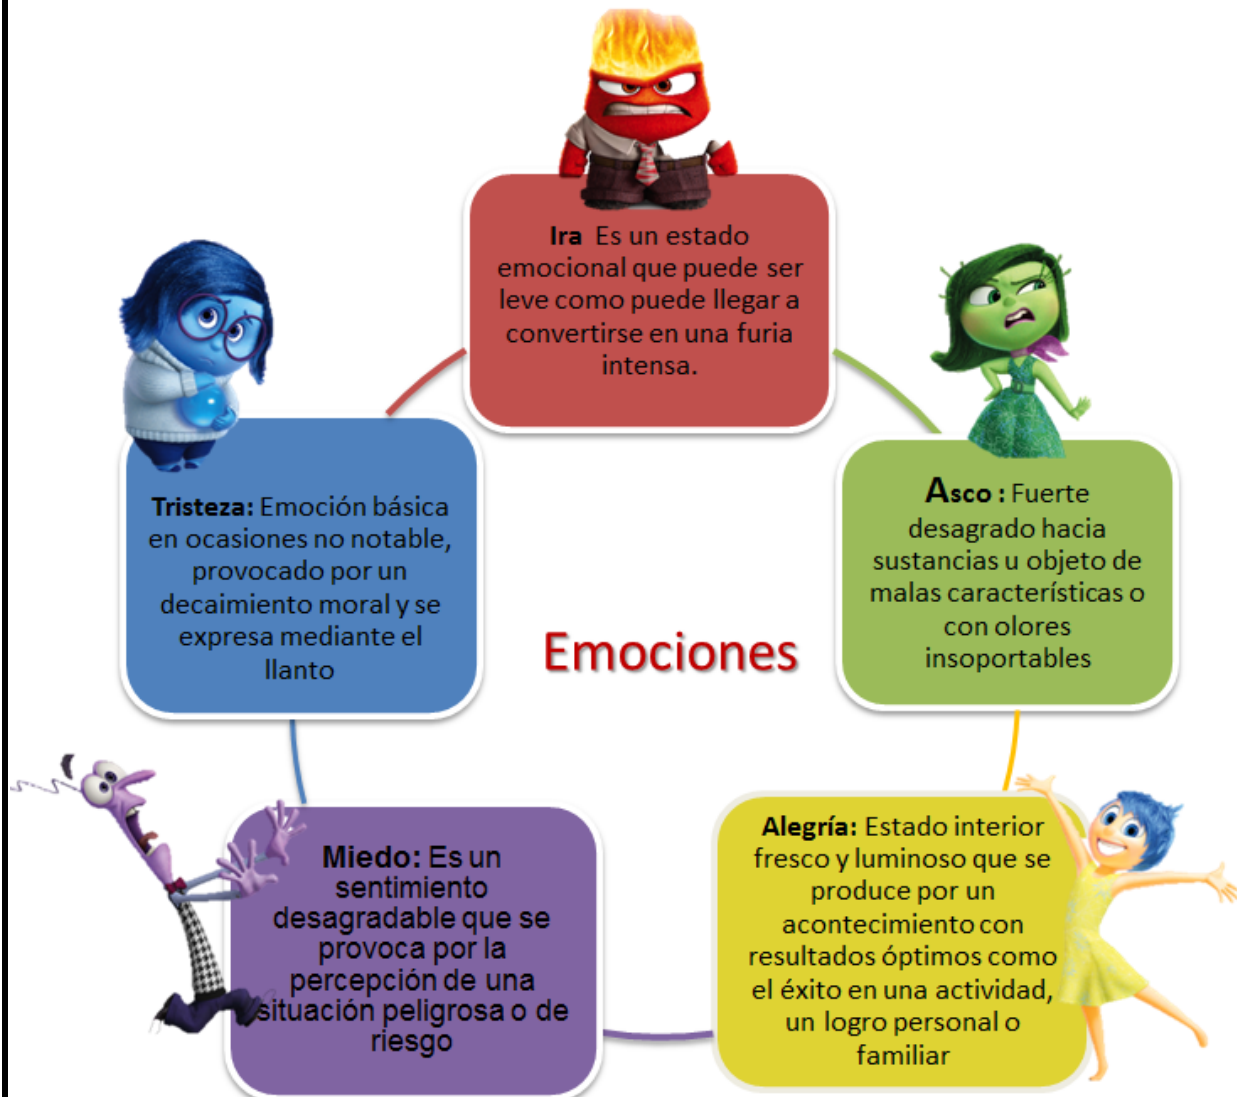 Ira Es un estado
emocional que puede ser
leve como puede llegar a
convertirse en una furia
intensa.
Asco : Fuerte
desagrado hacia
sustancias u objeto de
malas características o
con olores
insoportables
Alegría: Estado interior
fresco y luminoso que se
produce por un
acontecimiento con
resultados óptimos como
el éxito en una actividad,
un logro personal o
familiar
Miedo: Es un
sentimiento
desagradable que se
provoca por la
percepción de una
situación peligrosa o de
riesgo
Tristeza: Emoción básica
en ocasiones no notable,
provocado por un
decaimiento moral y se
expresa mediante el
llanto
Emociones